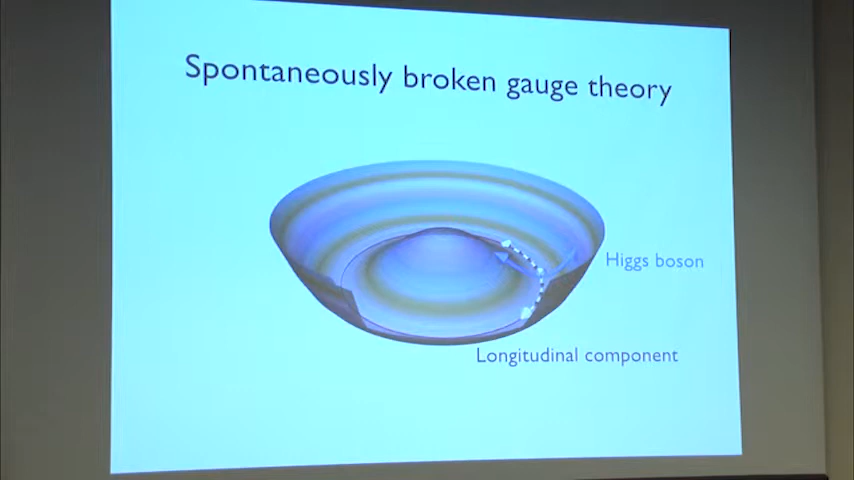 Spontaneously broken gauge theory
Higgs boson
Longitudinal component